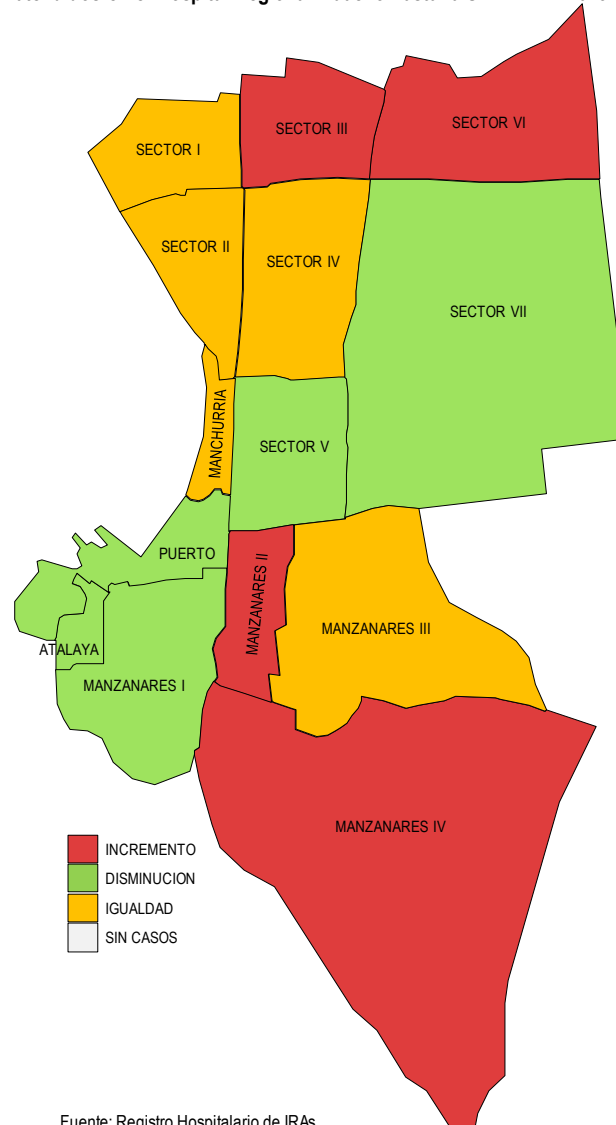 SECTOR III
SECTOR VI
SECTOR I
SECTOR II
SECTOR IV
SECTOR VII
MANCHURRIA
SECTOR V
PUERTO
MANZANARES II
MANZANARES III
ATALAYA
MANZANARES I
MANZANARES IV
INCREMENTO
DISMINUCION
IGUALDAD
SIN CASOS
Fuente: Registro Hospitalario de IRAs